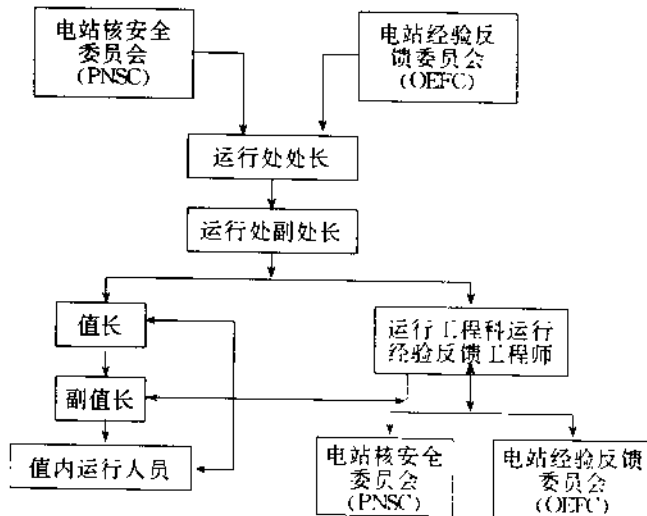 电站核安全
委员会
(PNSC)
电站经验反
馈委员会
(OEFC)
运行处处长
运行处副处长
值长
运行工程科运行
经验反馈工程师
副值长
值内运行人员
电站核安全
委员会
(PNSC)
电站经验反馈
委员会
(OEFC)